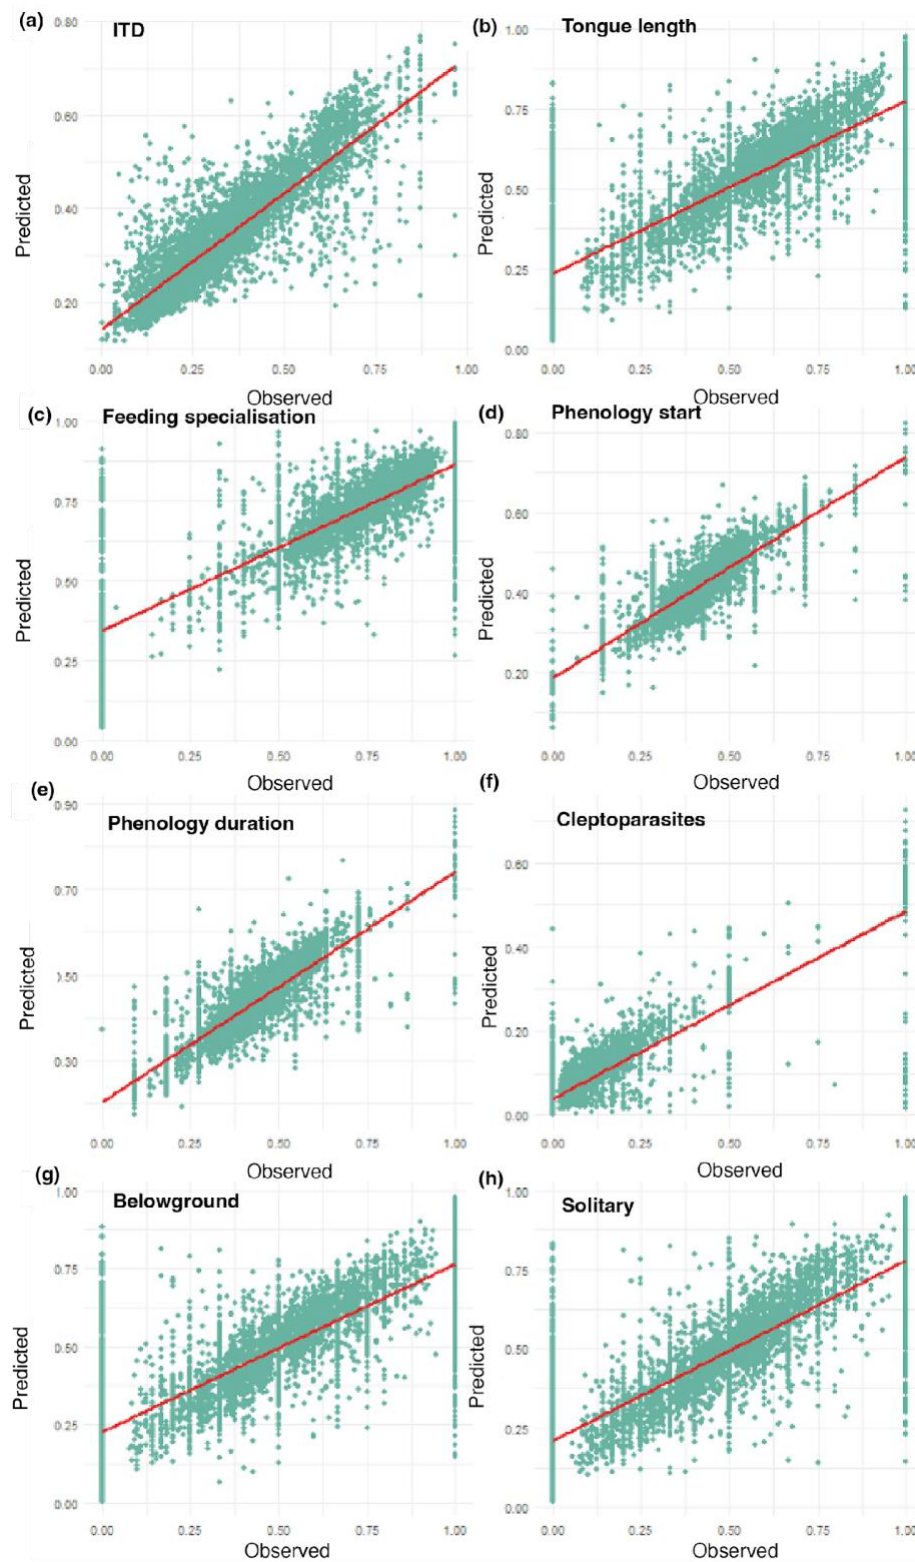 (a) ITD
0.80
0.60
0.40
0.20
Predicted
0.00 0.25 0.50 0.75 1.00
Observed
(b) Tongue length
1.00
0.75
0.50
0.25
0.00
Predicted
0.00 0.25 0.50 0.75 1.00
Observed
(c) Feeding specialisation
1.00
0.75
0.50
0.25
0.00
Predicted
0.00 0.25 0.50 0.75 1.00
Observed
(d) Phenology start
0.80
0.60
0.40
0.20
Predicted
0.00 0.25 0.50 0.75 1.00
Observed
(e) Phenology duration
0.90
0.70
0.50
0.30
Predicted
0.00 0.25 0.50 0.75 1.00
Observed
(f) Cleptoparasites
0.60
0.40
0.20
0.00
Predicted
0.00 0.25 0.50 0.75 1.00
Observed
(g) Belowground
1.00
0.75
0.50
0.25
0.00
Predicted
0.00 0.25 0.50 0.75 1.00
Observed
(h) Solitary
1.00
0.75
0.50
0.25
0.00
Predicted
0.00 0.25 0.50 0.75 1.00
Observed